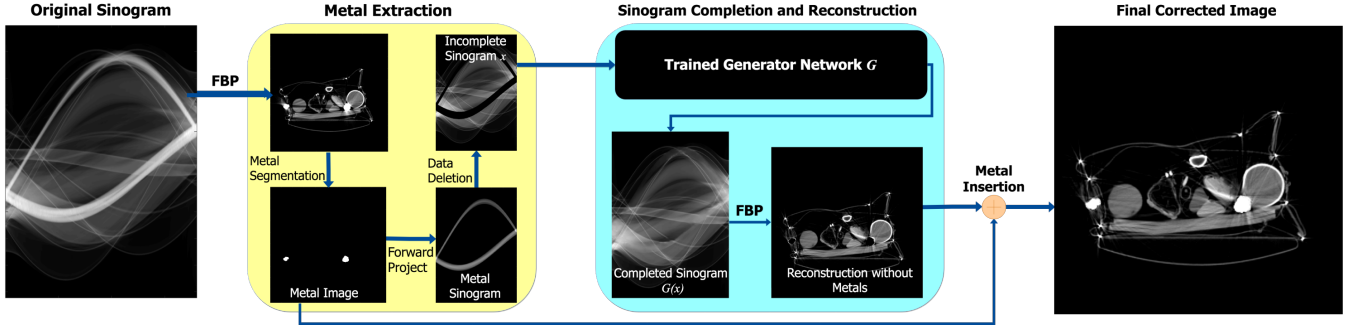 Original Sinogram
FBP
Metal Extraction
Metal
Segmentation
Metal Image
Forward
Project
Metal
Sinogram
Data
Deletion
Incomplete
Sinogram x
Sinogram Completion and Reconstruction
Trained Generator Network G
Completed Sinogram
G(x)
FBP
Reconstruction without
Metals
Metal
Insertion
Final Corrected Image